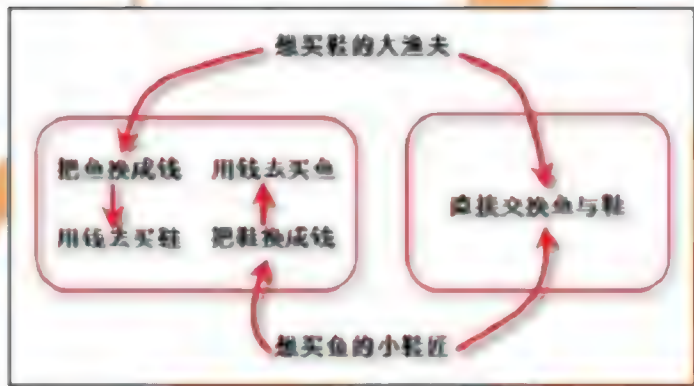 想买鞋的大渔夫
把鱼换成钱 用钱去买鱼
直接交换鱼与鞋
用钱去买鞋 把鞋换成钱
想买鱼的小鞋匠